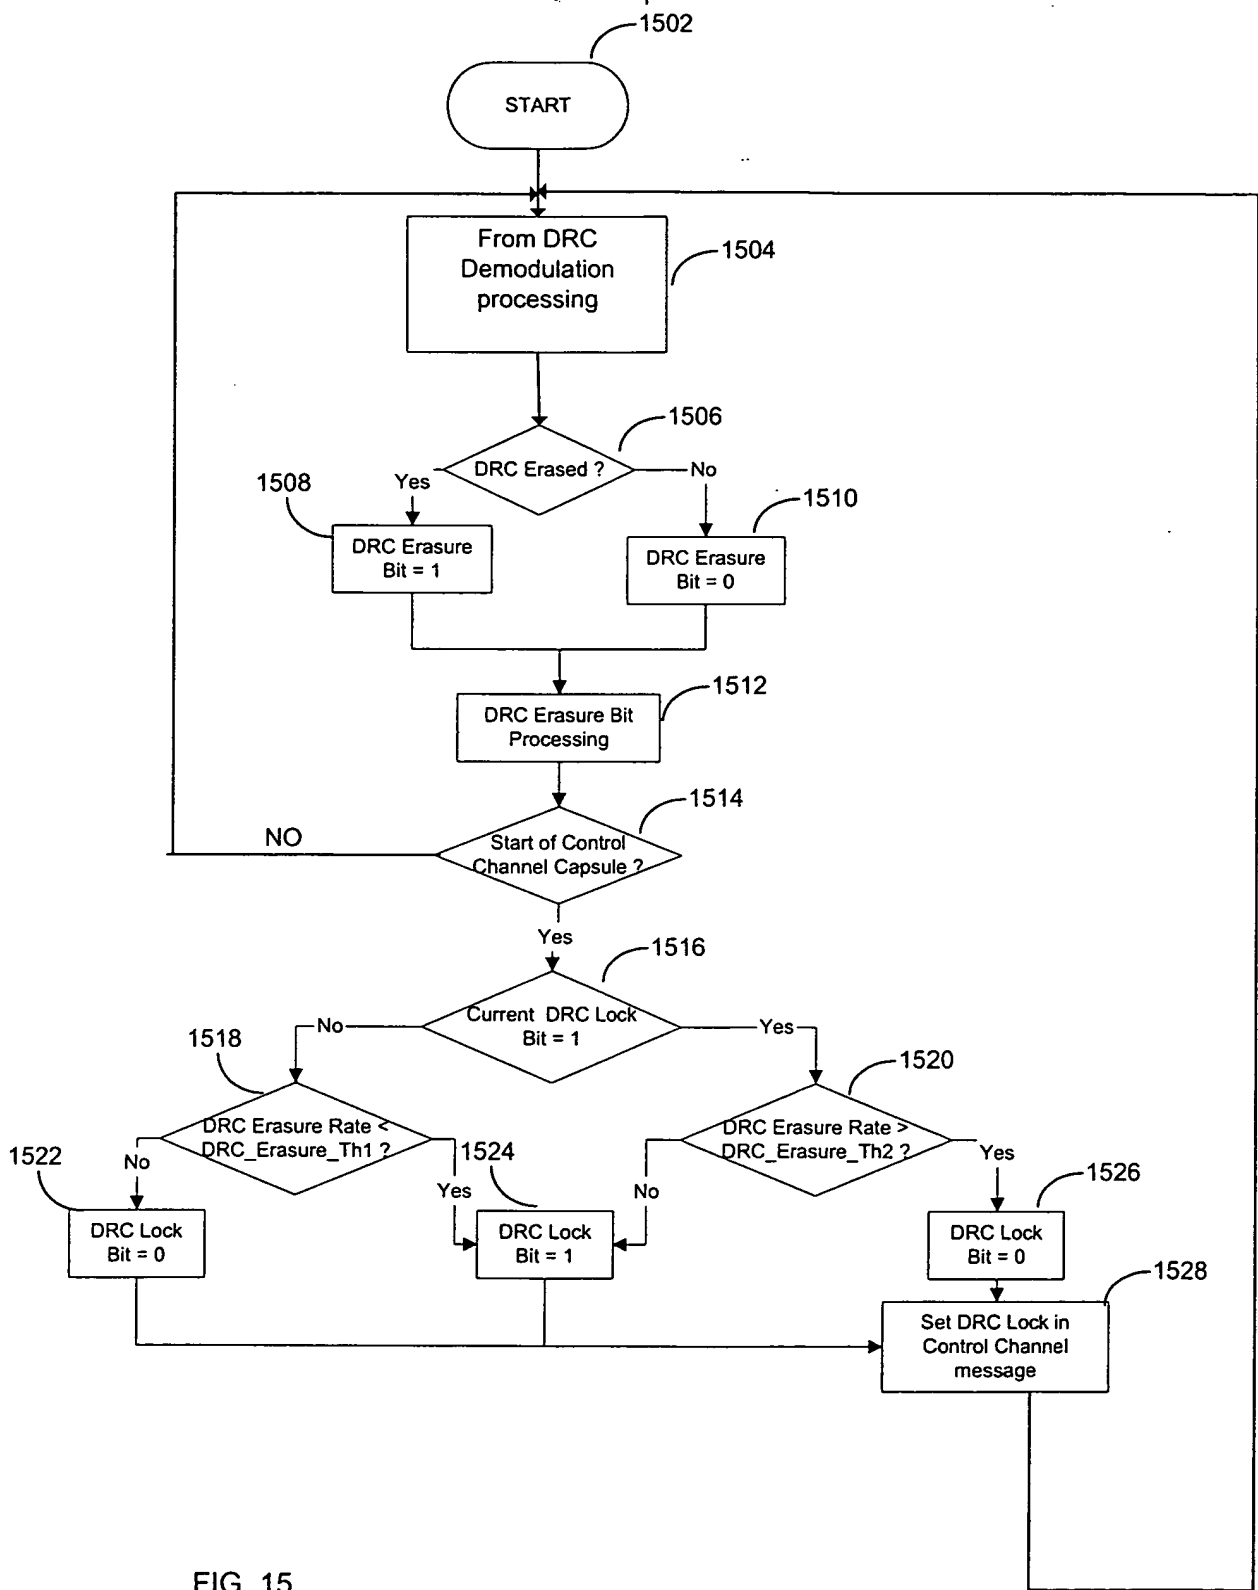 1502
START
From DRC
Demodulation
processing
1504
1506
DRC Erased ?
Yes
No
1508
DRC Erasure
Bit = 1
1510
DRC Erasure
Bit = 0
1512
DRC Erasure Bit
Processing
1514
Start of Control
Channel Capsule ?
NO
Yes
1516
Current DRC Lock
Bit = 1
No
Yes
1518
DRC Erasure Rate <
DRC_Erasure_Th1 ?
1520
DRC Erasure Rate >
DRC_Erasure_Th2 ?
No
Yes
No
Yes
1522
DRC Lock
Bit = 0
1524
DRC Lock
Bit = 1
1526
DRC Lock
Bit = 0
1528
Set DRC Lock in
Control Channel
message
FIG. 15